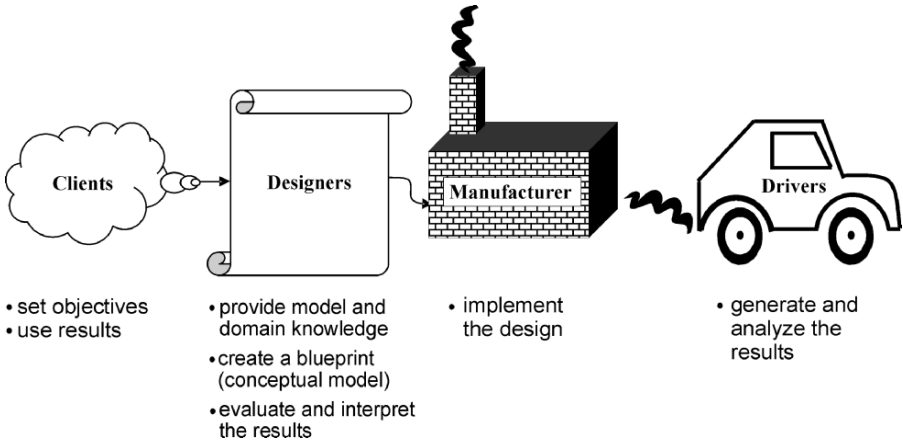 Clients
Designers
Manufacturer
Drivers
• set objectives
• use results
• provide model and
domain knowledge
• create a blueprint
(conceptual model)
• evaluate and interpret
the results
• implement
the design
• generate and
analyze the
results